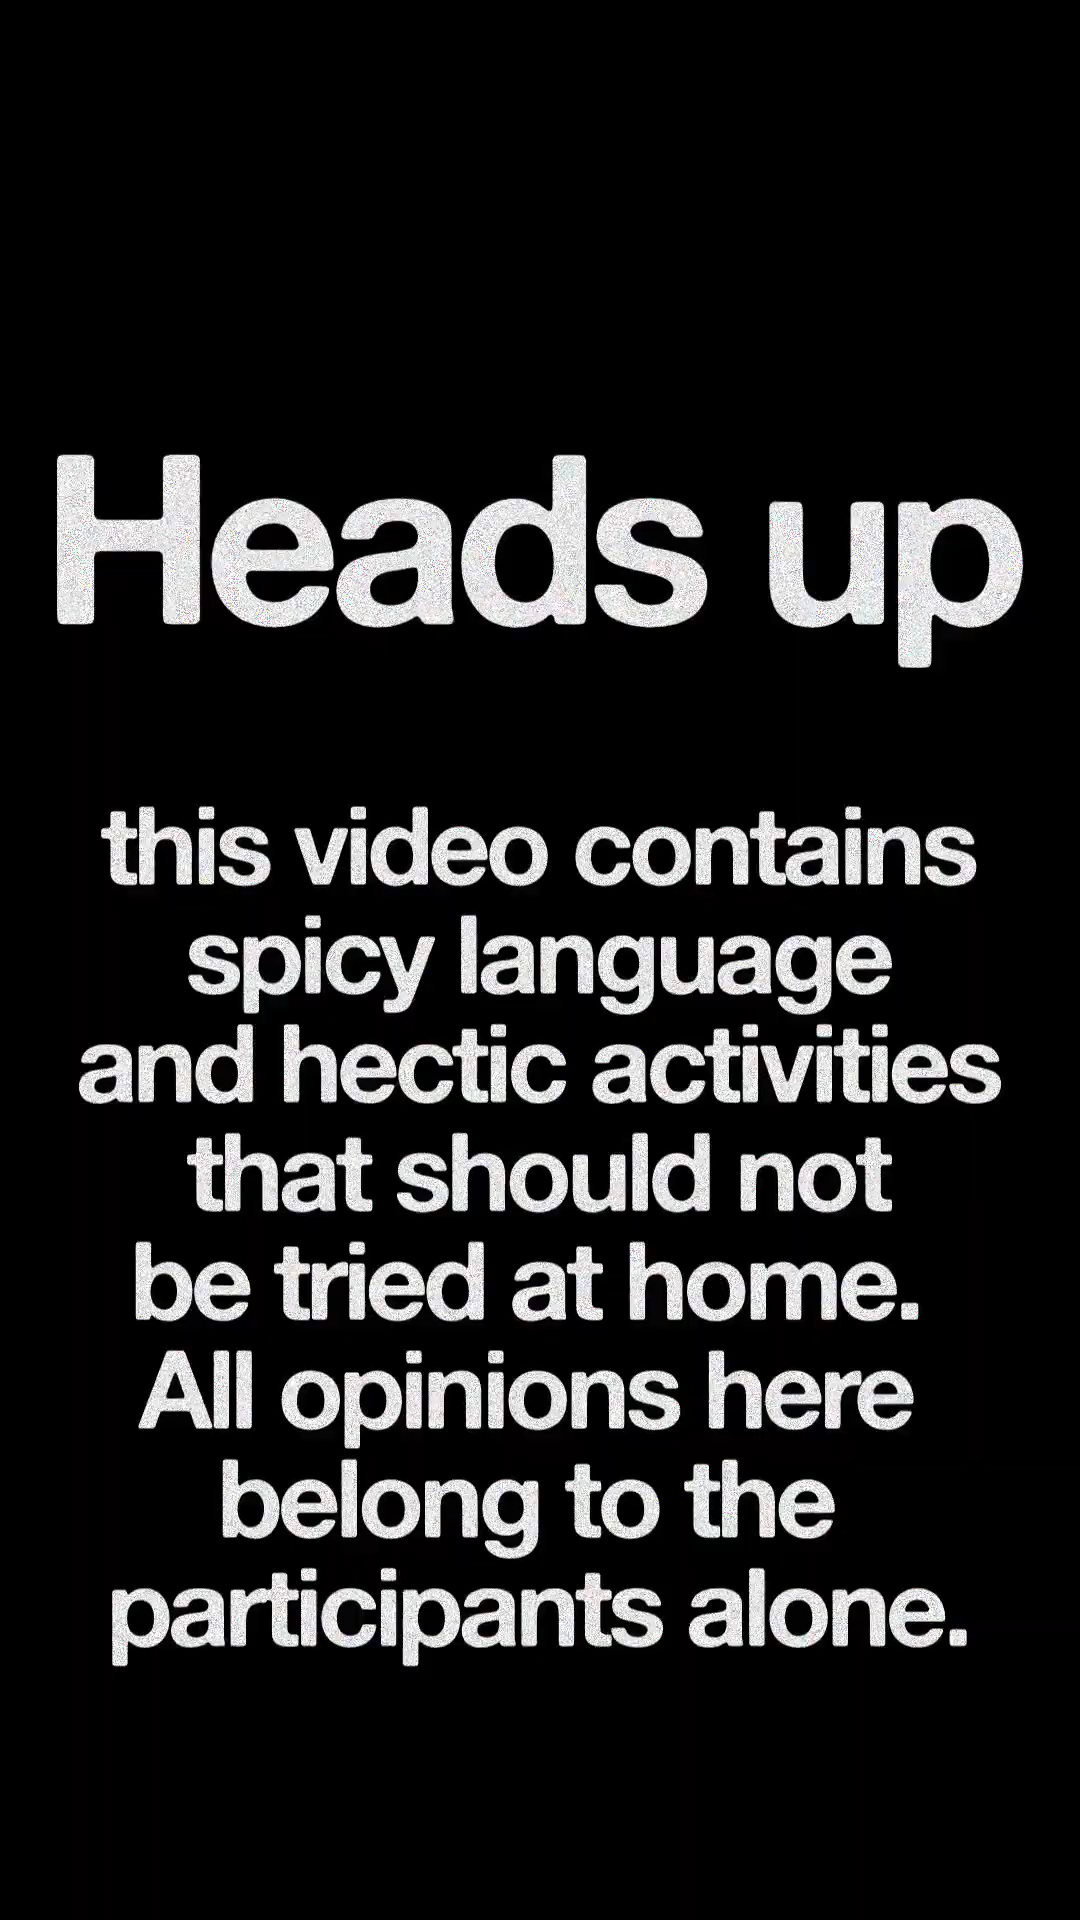 Heads up
this video contains
spicy language
and hectic activities
that should not
be tried at home.
All opinions here
belong to the
participants alone.